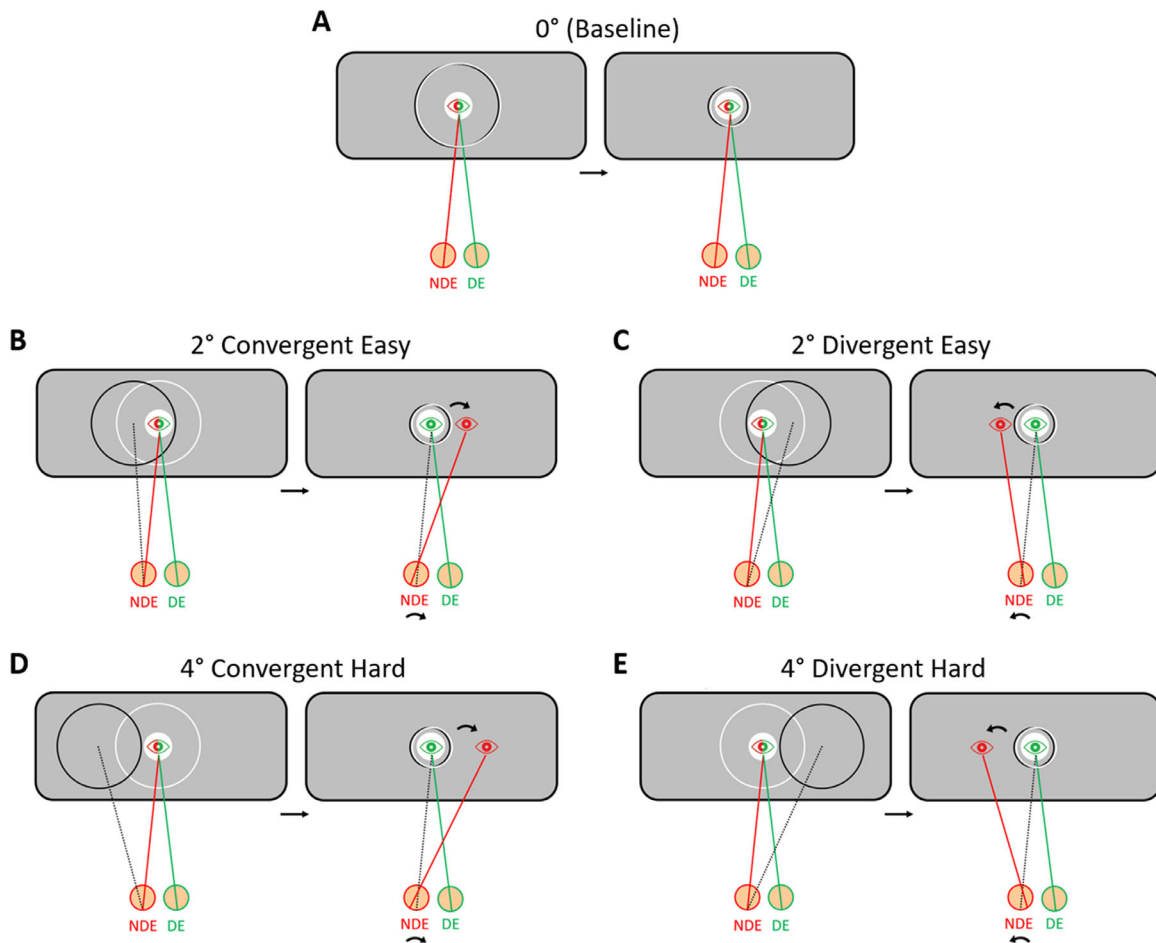 A
0° (Baseline)
NDE DE
NDE DE
B
2° Convergent Easy
NDE DE
NDE DE
C
2° Divergent Easy
NDE DE
NDE DE
D
4° Convergent Hard
NDE DE
NDE DE
E
4° Divergent Hard
NDE DE
NDE DE